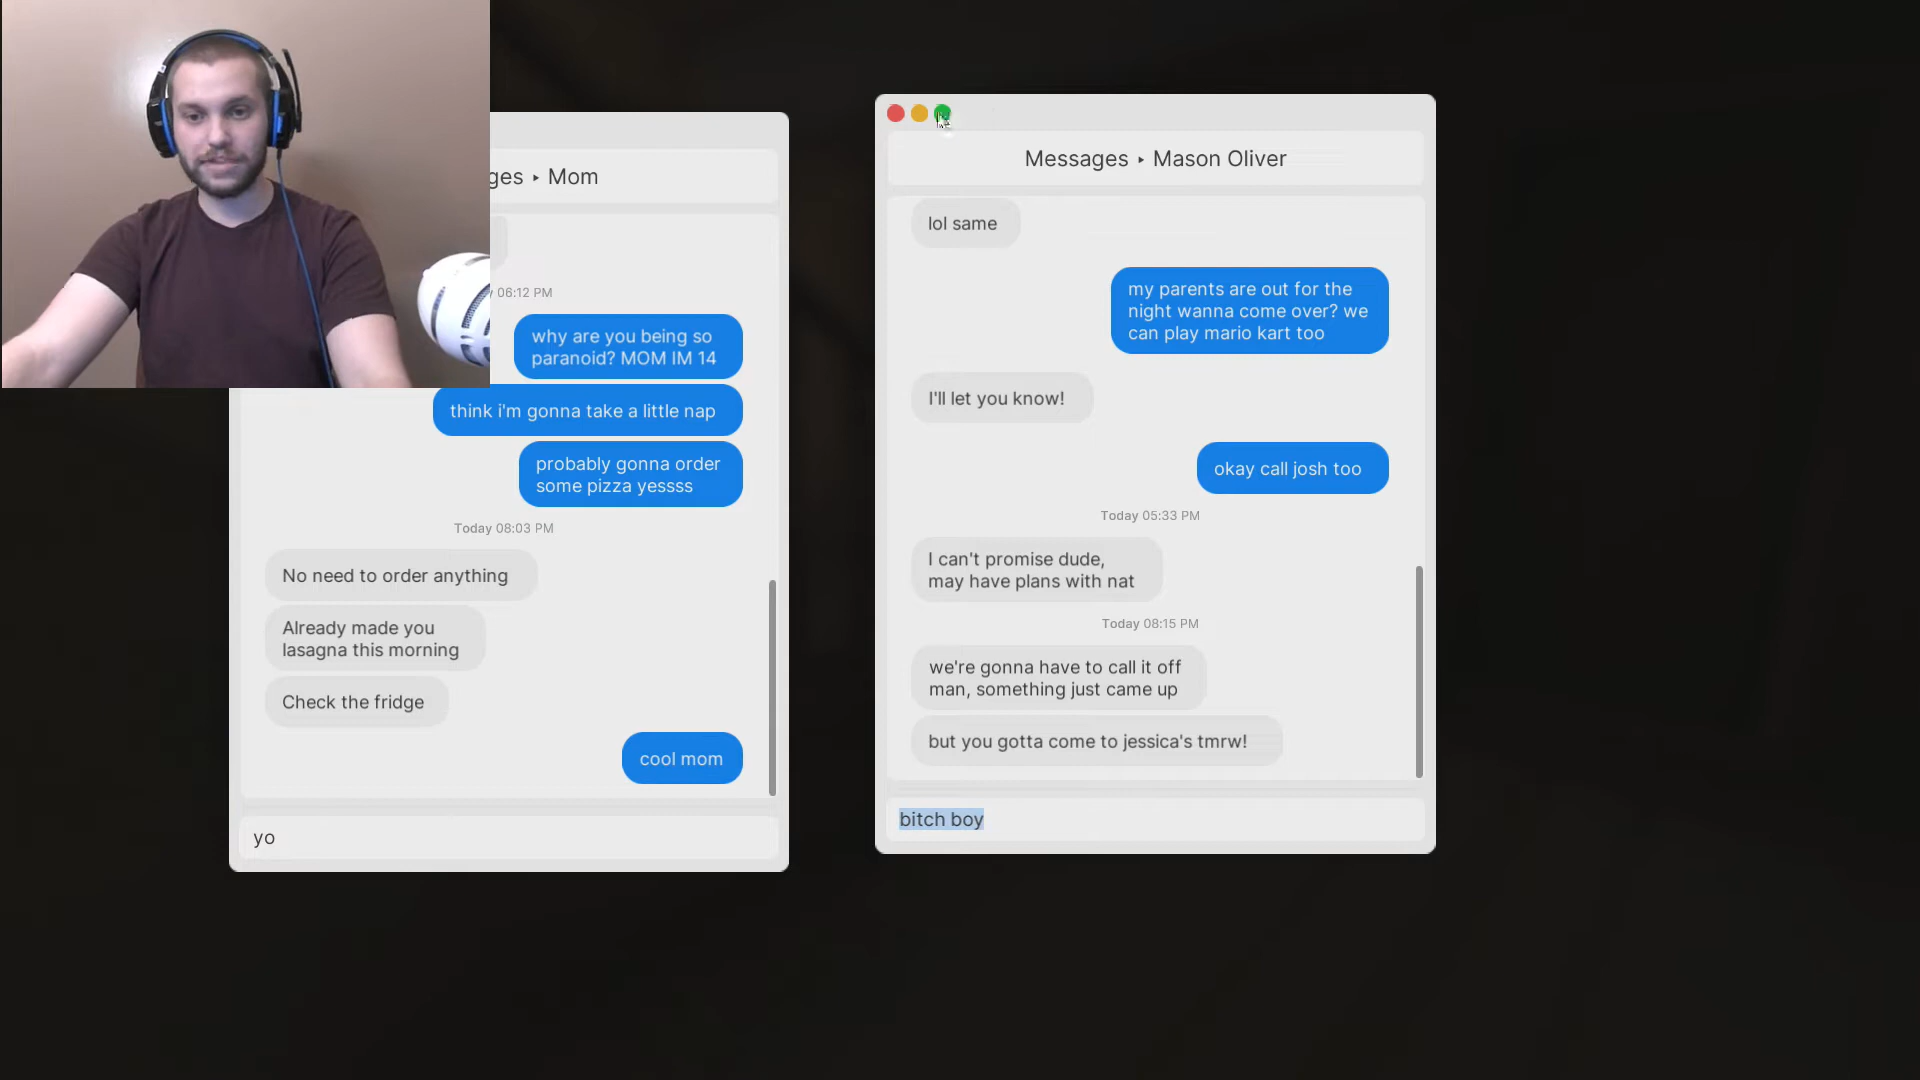 ges ‣ Mom
06:12 PM
why are you being so
paranoid? MOM IM 14
think i'm gonna take a little nap
probably gonna order
some pizza yessss
Today 08:03 PM
No need to order anything
Already made you
lasagna this morning
Check the fridge
cool mom
yo
Messages ‣ Mason Oliver
lol same
my parents are out for the
night wanna come over? we
can play mario kart too
I'll let you know!
okay call josh too
Today 05:33 PM
I can't promise dude,
may have plans with nat
Today 08:15 PM
we're gonna have to call it off
man, something just came up
but you gotta come to jessica's tmrw!
bitch boy